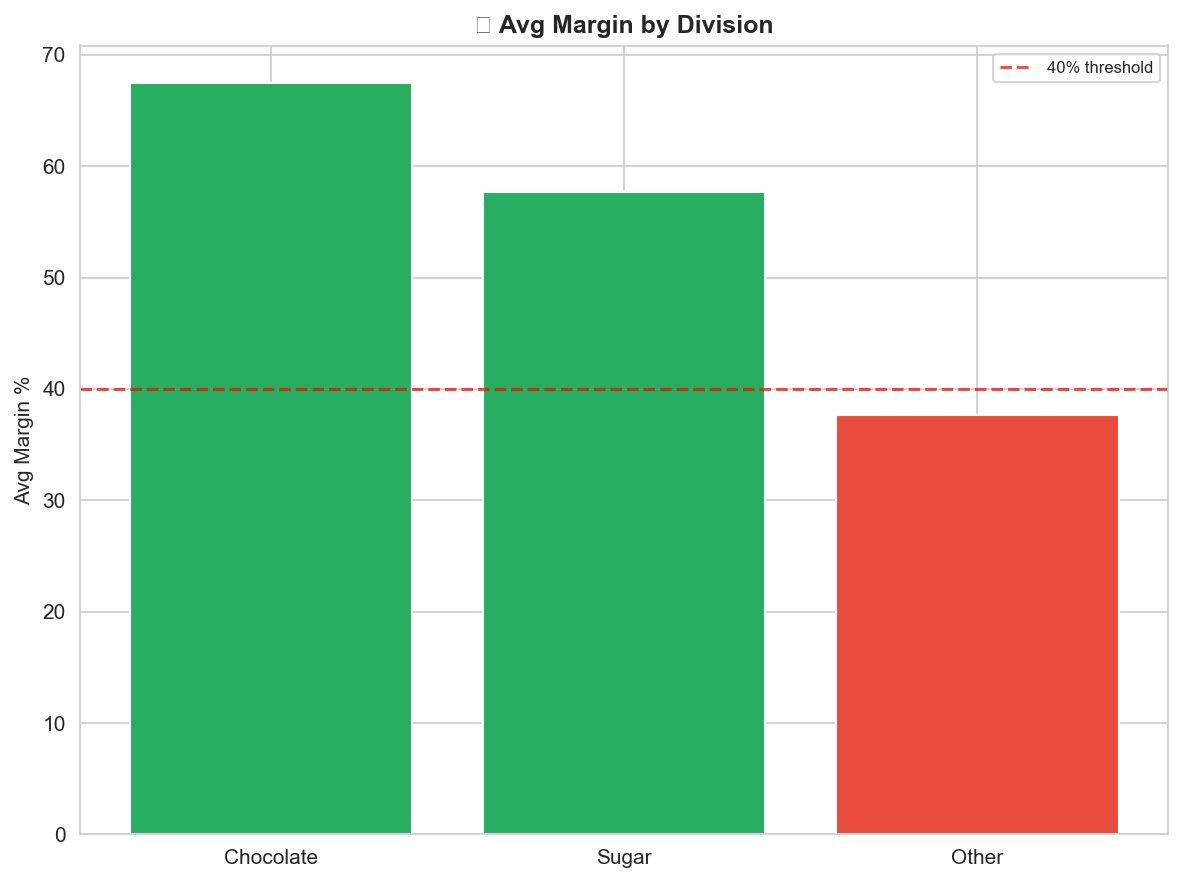 Avg Margin by Division
40% threshold
70
60
50
40
30
20
10
0
Avg Margin %
Chocolate Sugar Other